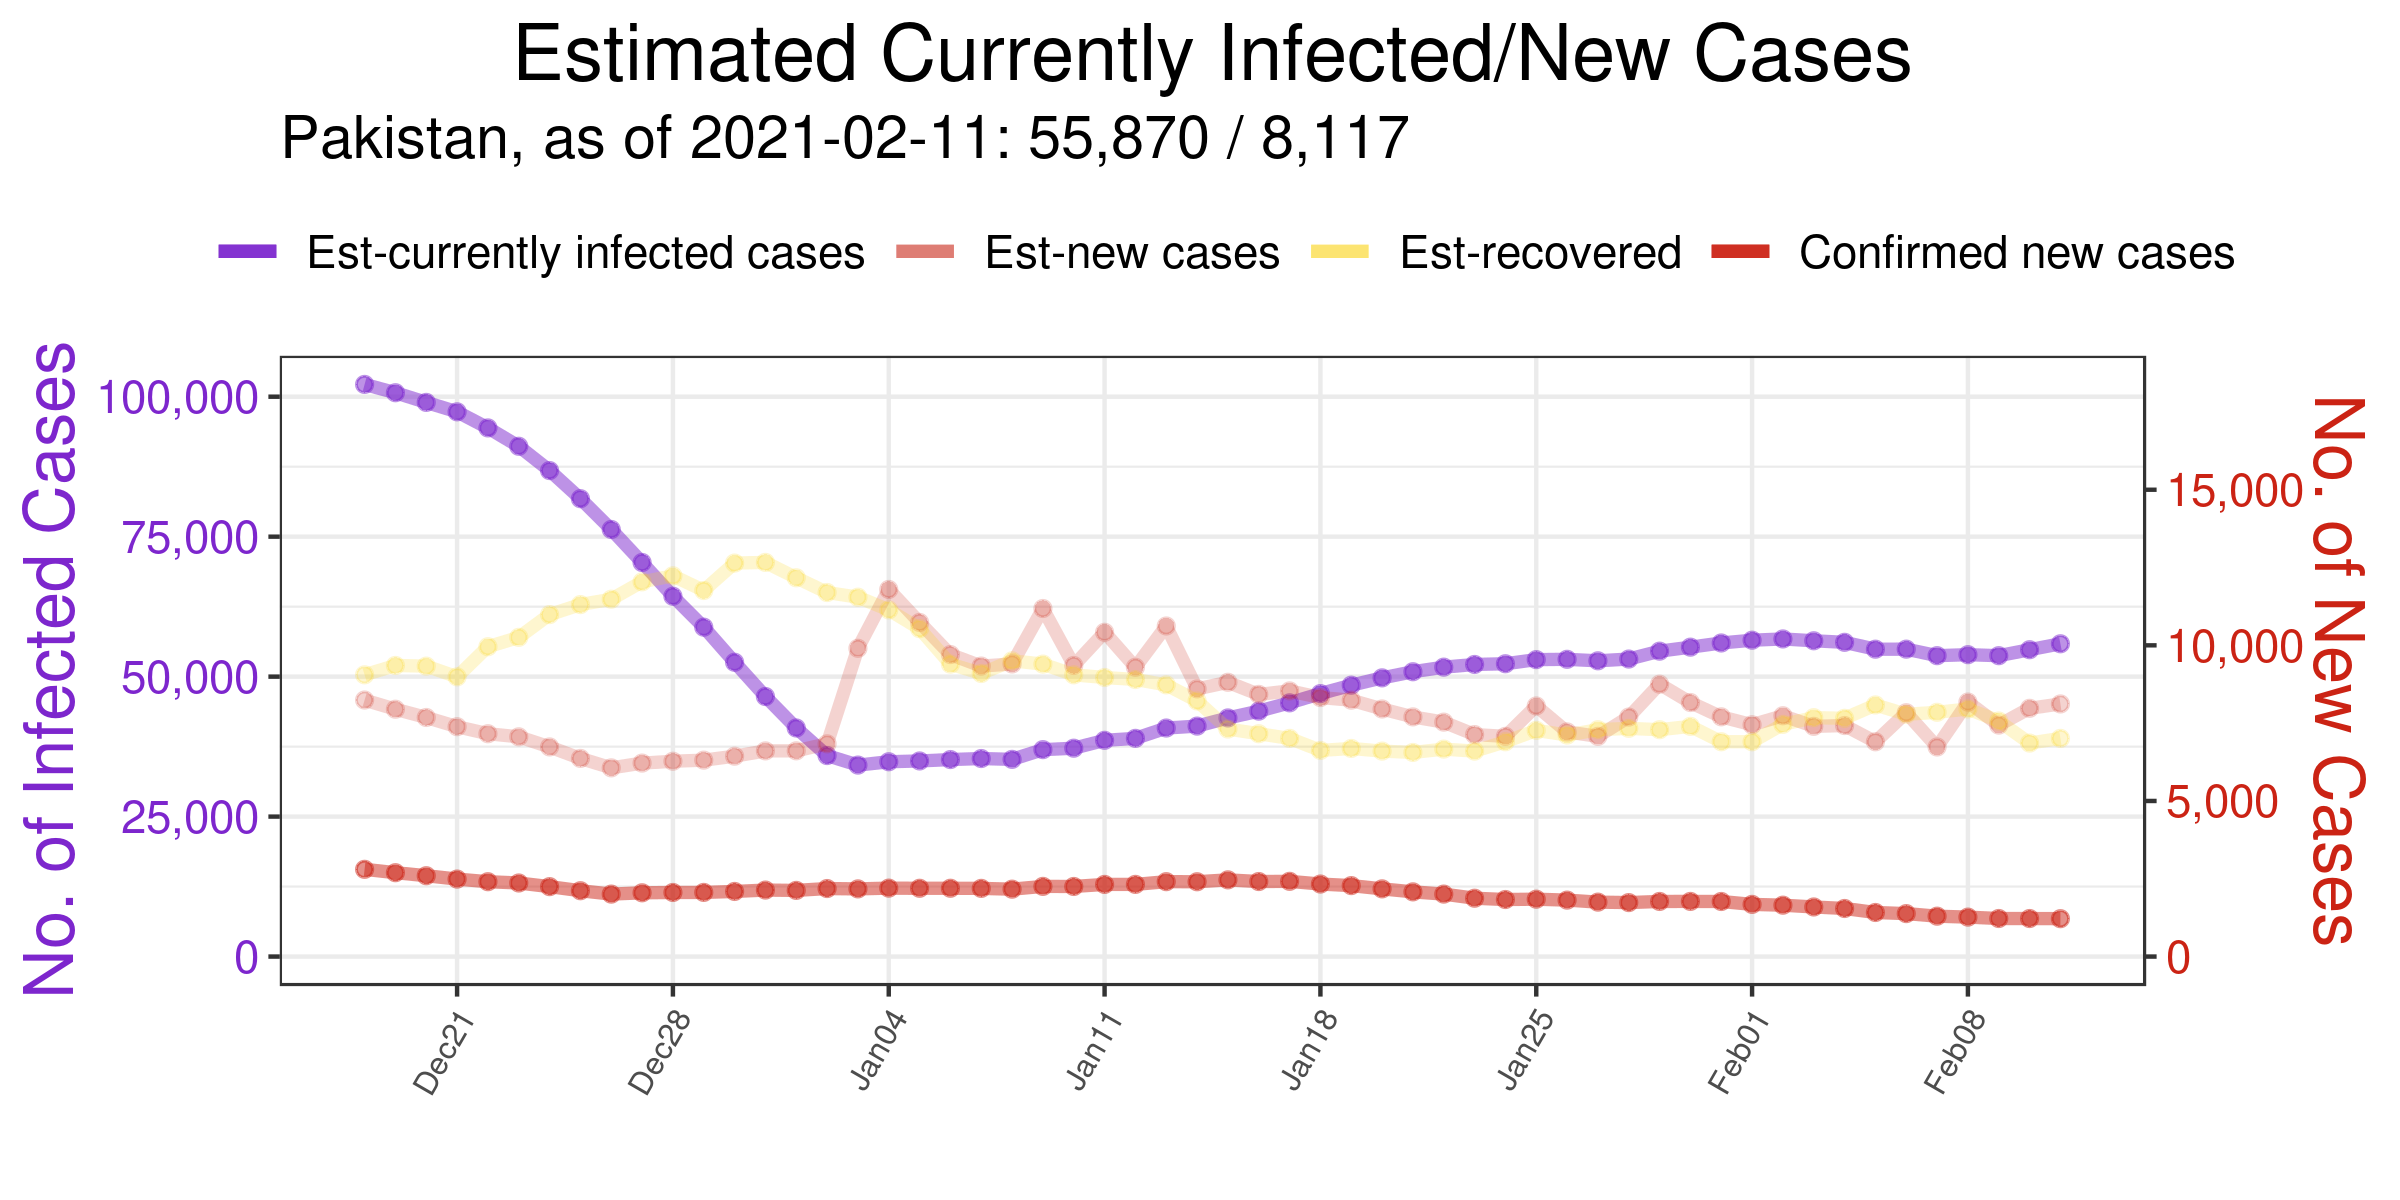 Estimated Currently Infected/New Cases
Pakistan, as of 2021-02-11: 55,870 / 8,117
Est-currently infected cases Est-new cases Est-recovered Confirmed new cases
No. of Infected Cases
100,000
75,000
50,000
25,000
0
15,000
10,000
5,000
0
No. of New Cases
Dec21 Dec28 Jan04 Jan11 Jan18 Jan25 Feb01 Feb08